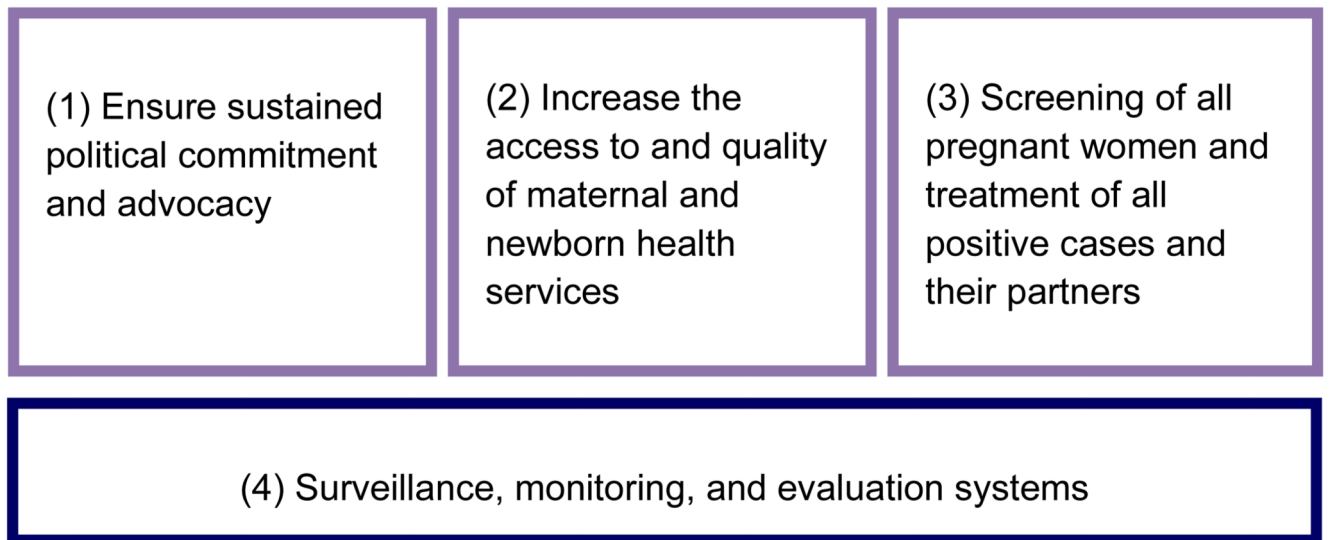 (1) Ensure sustained
political commitment
and advocacy
(2) Increase the
access to and quality
of maternal and
newborn health
services
(3) Screening of all
pregnant women and
treatment of all
positive cases and
their partners
(4) Surveillance, monitoring, and evaluation systems